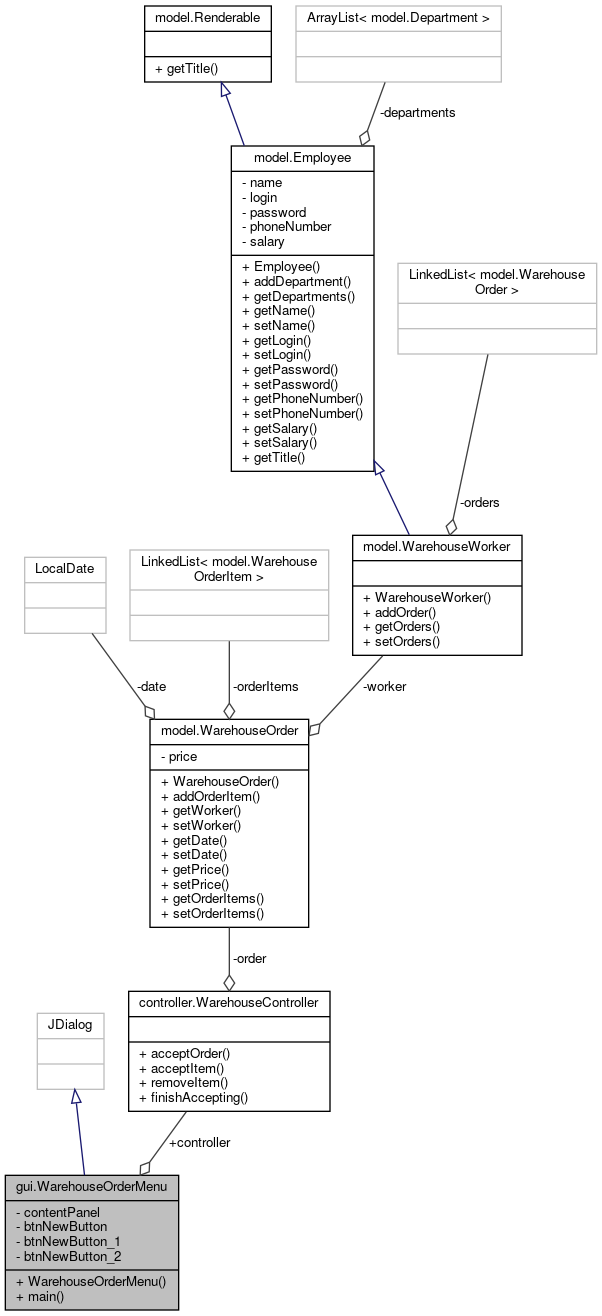 model.Renderable
+ getTitle()
ArrayList< model.Department >
-departments
model.Employee
- name
- login
- password
- phoneNumber
- salary
+ Employee()
+ addDepartment()
+ getDepartments()
+ getName()
+ setName()
+ getLogin()
+ setLogin()
+ getPassword()
+ setPassword()
+ getPhoneNumber()
+ setPhoneNumber()
+ getSalary()
+ setSalary()
+ getTitle()
LinkedList< model.Warehouse
Order >
-orders
model.WarehouseWorker
+ WarehouseWorker()
+ addOrder()
+ getOrders()
+ setOrders()
LocalDate
LinkedList< model.Warehouse
OrderItem >
-date
-orderItems
-worker
model.WarehouseOrder
- price
+ WarehouseOrder()
+ addOrderItem()
+ getWorker()
+ setWorker()
+ getDate()
+ setDate()
+ getPrice()
+ setPrice()
+ getOrderItems()
+ setOrderItems()
-order
controller.WarehouseController
+ acceptOrder()
+ acceptItem()
+ removeItem()
+ finishAccepting()
JDialog
+controller
gui.WarehouseOrderMenu
- contentPanel
- btnNewButton
- btnNewButton_1
- btnNewButton_2
+ WarehouseOrderMenu()
+ main()